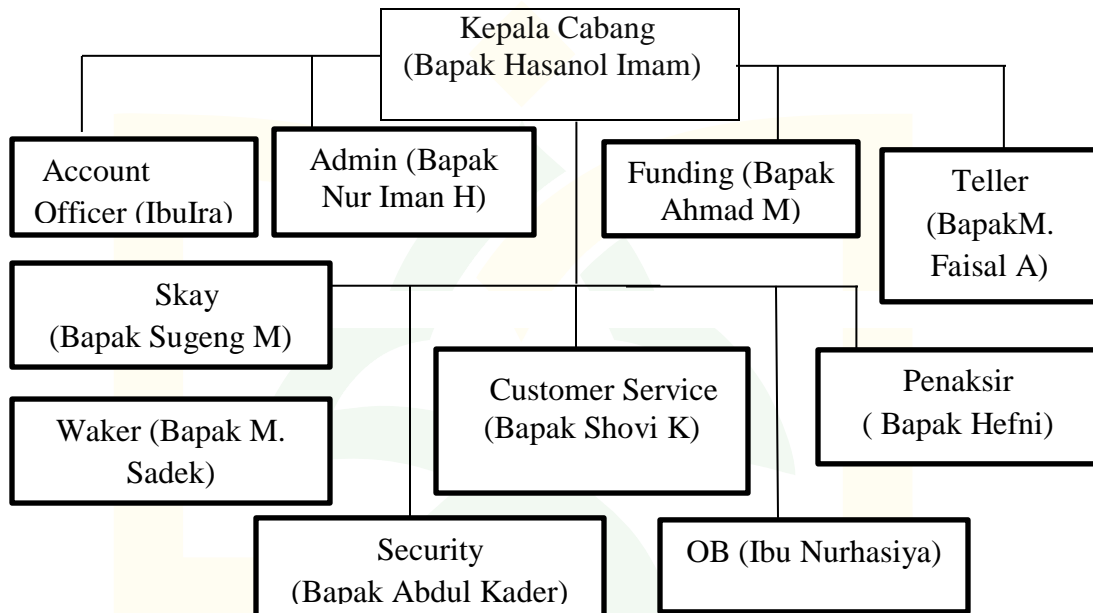 Kepala Cabang
(Bapak Hasanol Imam)
Account
Officer (IbuIra)
Admin (Bapak
Nur Iman H)
Funding (Bapak
Ahmad M)
Teller
(BapakM.
Faisal A)
Skay
(Bapak Sugeng M)
Customer Service
(Bapak Shovi K)
Penaksir
( Bapak Hefni)
Waker (Bapak M.
Sadek)
Security
(Bapak Abdul Kader)
OB (Ibu Nurhasiya)